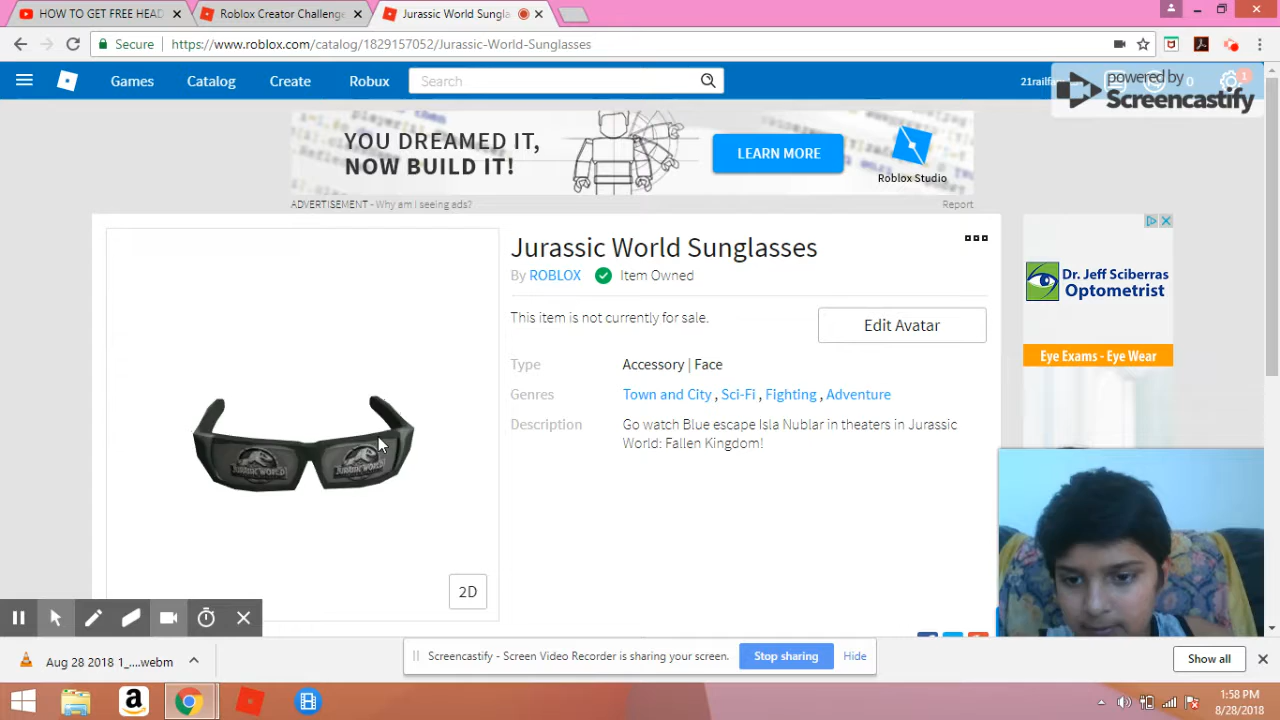 HOW TO GET FREE HEAD
Roblox Creator Challenge
Jurassic World Sungla
Secure
https://www.roblox.com/catalog/1829157052/Jurassic-World-Sunglasses
Games
Catalog
Create
Robux
Search
0
1
powered by
Screencastify
YOU DREAMED IT,
NOW BUILD IT!
LEARN MORE
Roblox Studio
ADVERTISEMENT - Why am I seeing ads?
Report
Jurassic World Sunglasses
By ROBLOX Item Owned
This item is not currently for sale.
Edit Avatar
Type Accessory | Face
Genres Town and City , Sci-Fi , Fighting , Adventure
Description Go watch Blue escape Isla Nublar in theaters in Jurassic
World: Fallen Kingdom!
JURASSIC WORLD
JURASSIC WORLD
2D
Dr. Jeff Sciberras
Optometrist
Eye Exams - Eye Wear
Aug 28 2018 1_....webm
Screencastify - Screen Video Recorder is sharing your screen.
Stop sharing
Hide
Show all
1:58 PM
8/28/2018